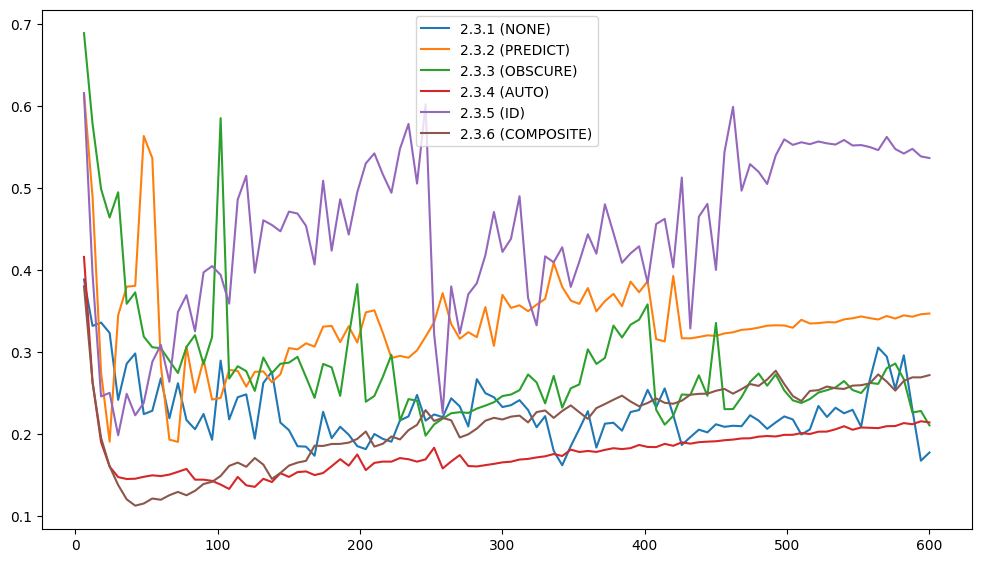 2.3.1 (NONE)
2.3.2 (PREDICT)
2.3.3 (OBSCURE)
2.3.4 (AUTO)
2.3.5 (ID)
2.3.6 (COMPOSITE)
0.7
0.6
0.5
0.4
0.3
0.2
0.1
0 100 200 300 400 500 600